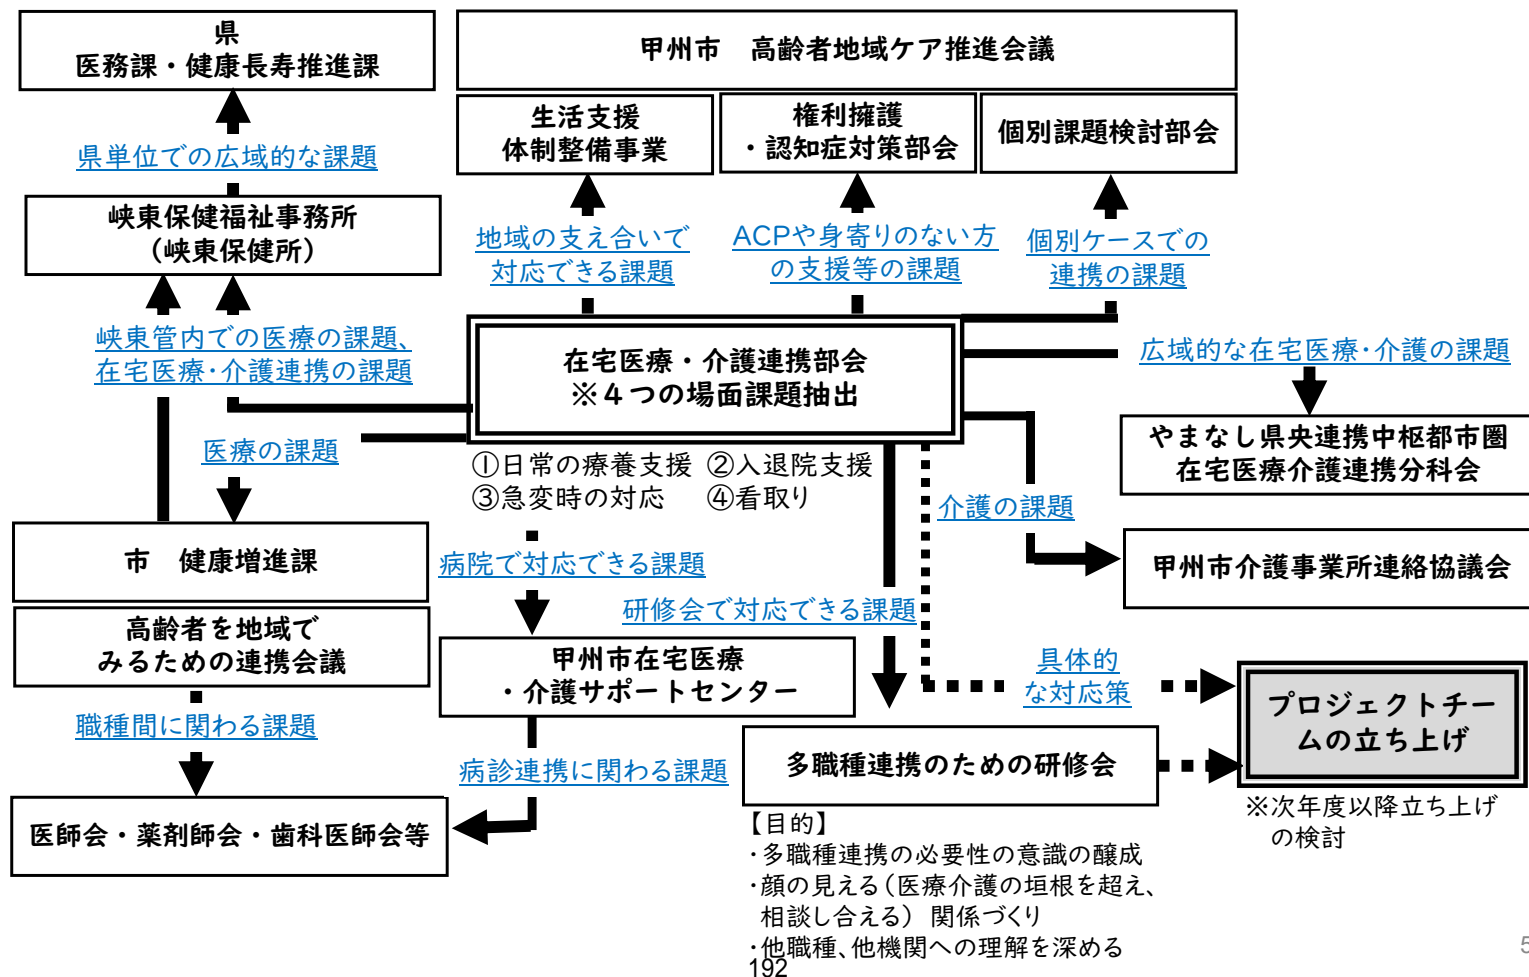 県
医務課・健康長寿推進課
甲州市　高齢者地域ケア推進会議
生活支援
体制整備事業
権利擁護
・認知症対策部会
個別課題検討部会
県単位での広域的な課題
峡東保健福祉事務所
（峡東保健所）
地域の支え合いで
対応できる課題
ACPや身寄りのない方
の支援等の課題
個別ケースでの
連携の課題
峡東管内での医療の課題、
在宅医療・介護連携の課題
在宅医療・介護連携部会
※４つの場面課題抽出
広域的な在宅医療・介護の課題
やまなし県央連携中枢都市圏
在宅医療介護連携分科会
医療の課題
①日常の療養支援 ②入退院支援
③急変時の対応 ④看取り
介護の課題
市　健康増進課
病院で対応できる課題
甲州市介護事業所連絡協議会
研修会で対応できる課題
高齢者を地域で
みるための連携会議
甲州市在宅医療
・介護サポートセンター
具体的
な対応策
プロジェクトチー
ムの立ち上げ
職種間に関わる課題
病診連携に関わる課題
多職種連携のための研修会
※次年度以降立ち上げ
の検討
医師会・薬剤師会・歯科医師会等
【目的】
・多職種連携の必要性の意識の醸成
・顔の見える（医療介護の垣根を超え、
相談し合える）関係づくり
・他職種、他機関への理解を深める
192
5